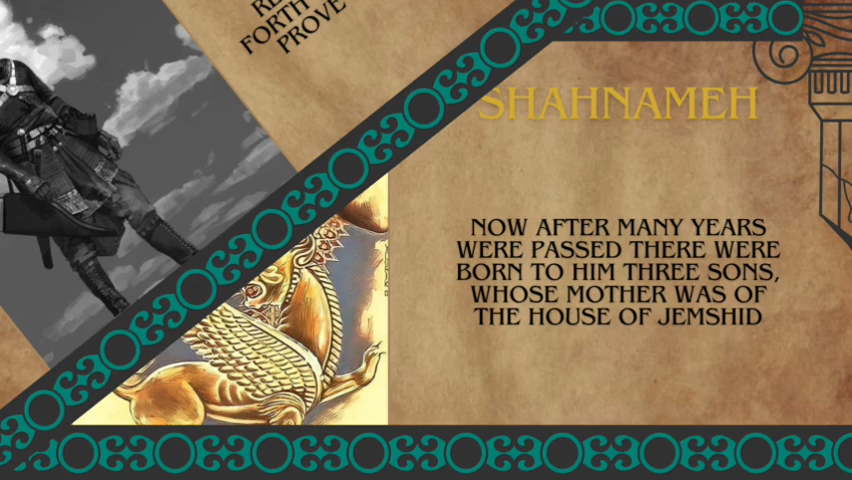 FORTH
PROVE
SHAHNAMEH
NOW AFTER MANY YEARS
WERE PASSED THERE WERE
BORN TO HIM THREE SONS,
WHOSE MOTHER WAS OF
THE HOUSE OF JEMSHID